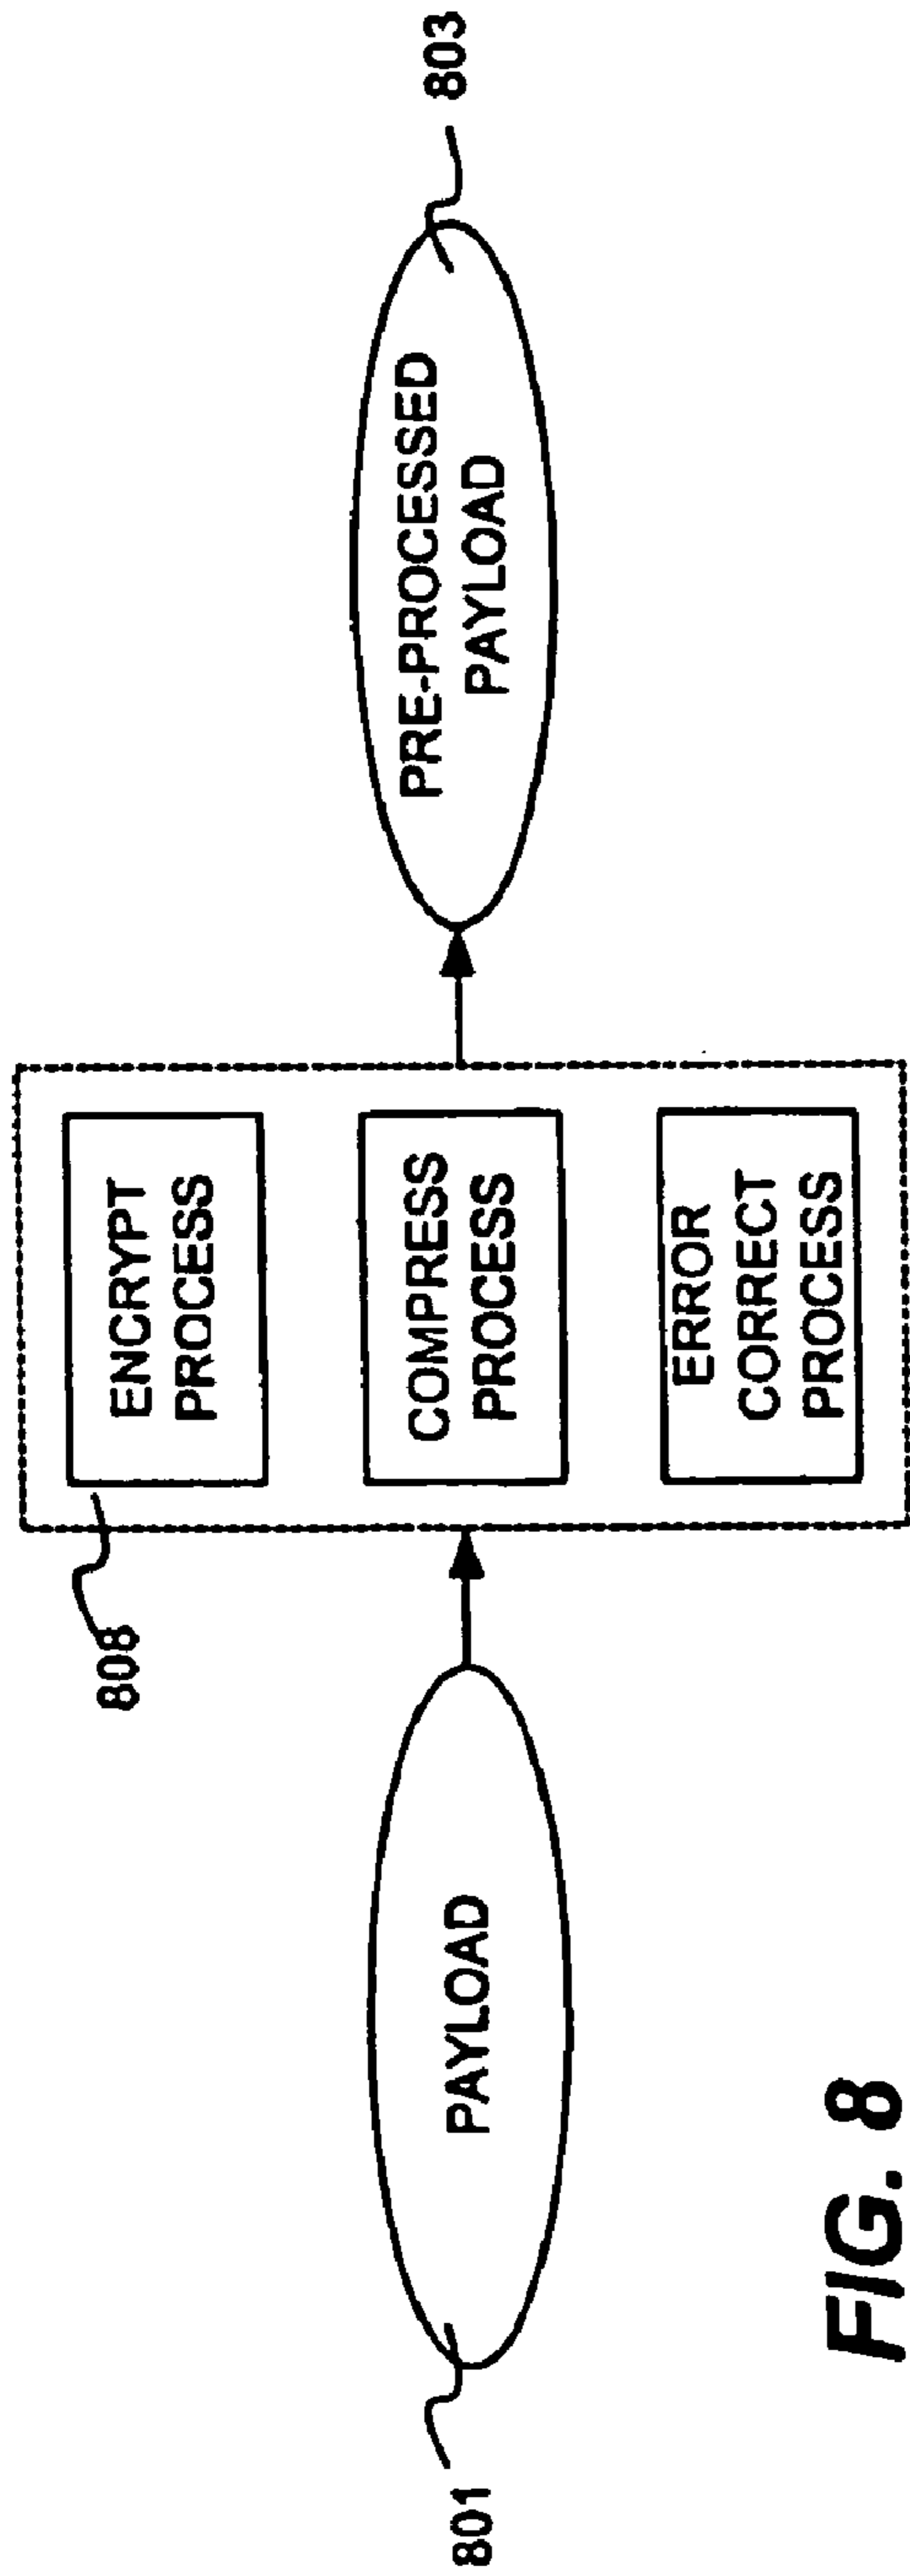 801
PAYLOAD
808
ENCRYPT
PROCESS
COMPRESS
PROCESS
ERROR
CORRECT
PROCESS
PRE-PROCESSED
PAYLOAD
803
FIG. 8